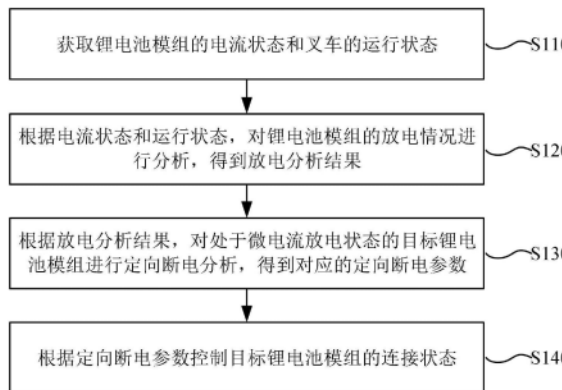 获取锂电池模组的电流状态和叉车的运行状态
S110
根据电流状态和运行状态，对锂电池模组的放电情况进
行分析，得到放电分析结果
S120
根据放电分析结果，对处于微电流放电状态的目标锂电
池模组进行定向断电分析，得到对应的定向断电参数
S130
根据定向断电参数控制目标锂电池模组的连接状态
S140